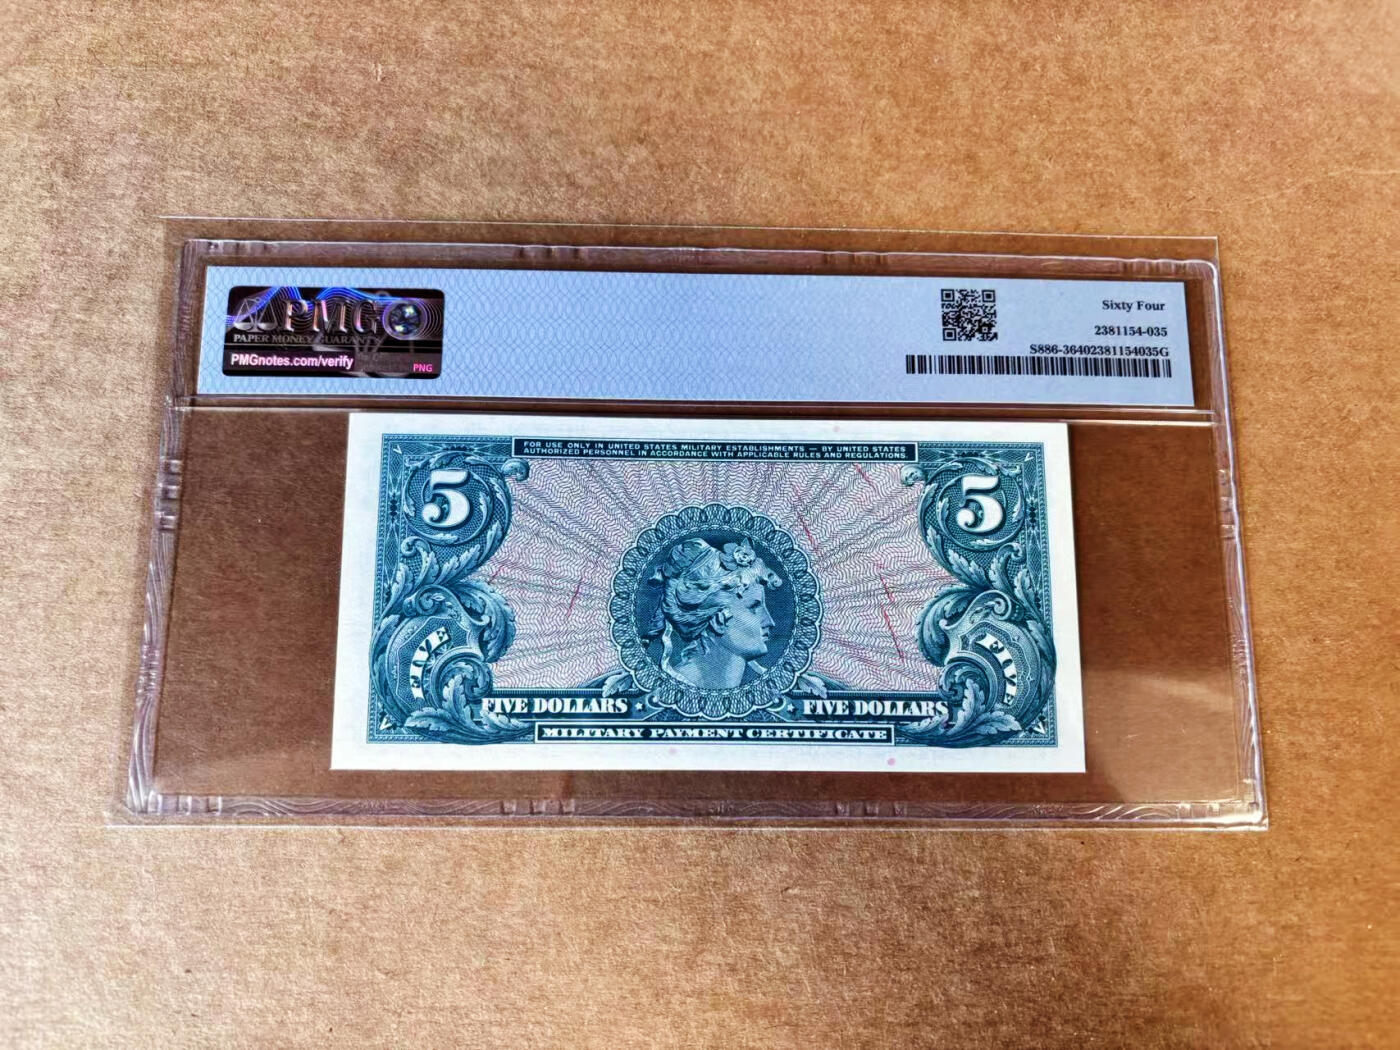 PMG
PAPER MONEY GUARANTY
PMGnotes.com/verify
PNG
Sixty Four
2381154-035
S886-36402381154035G
FOR USE ONLY IN UNITED STATES MILITARY ESTABLISHMENTS — BY UNITED STATES
AUTHORIZED PERSONNEL IN ACCORDANCE WITH APPLICABLE RULES AND REGULATIONS.
5
5
FIVE
FIVE
FIVE DOLLARS
FIVE DOLLARS
MILITARY PAYMENT CERTIFICATE